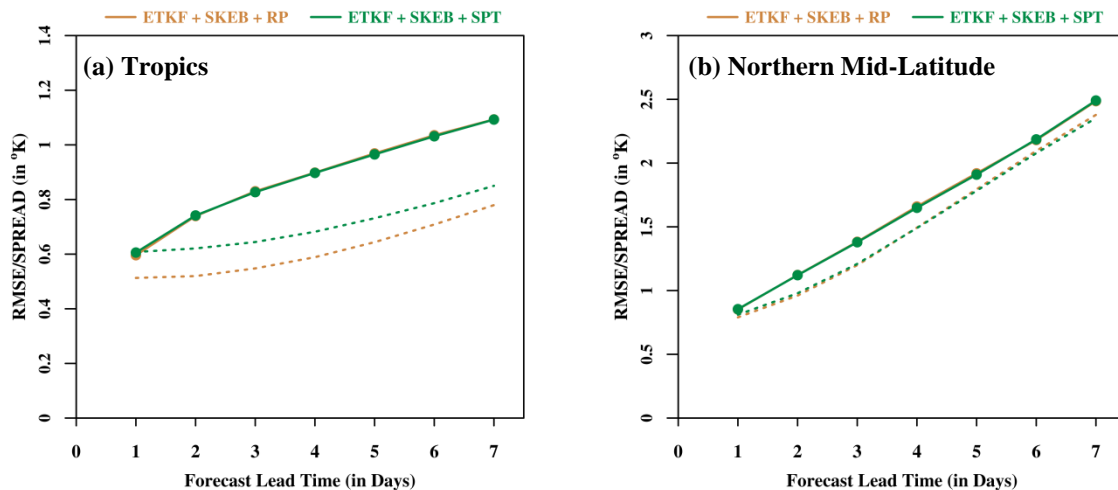 ETKF + SKEB + RP ETKF + SKEB + SPT
(a) Tropics
RMSE/SPREAD (in °K)
1.4
1.2
1
0.8
0.6
0.4
0.2
0
0 1 2 3 4 5 6 7
Forecast Lead Time (in Days)
ETKF + SKEB + RP ETKF + SKEB + SPT
(b) Northern Mid-Latitude
RMSE/SPREAD (in °K)
3
2.5
2
1.5
1
0.5
0
0 1 2 3 4 5 6 7
Forecast Lead Time (in Days)